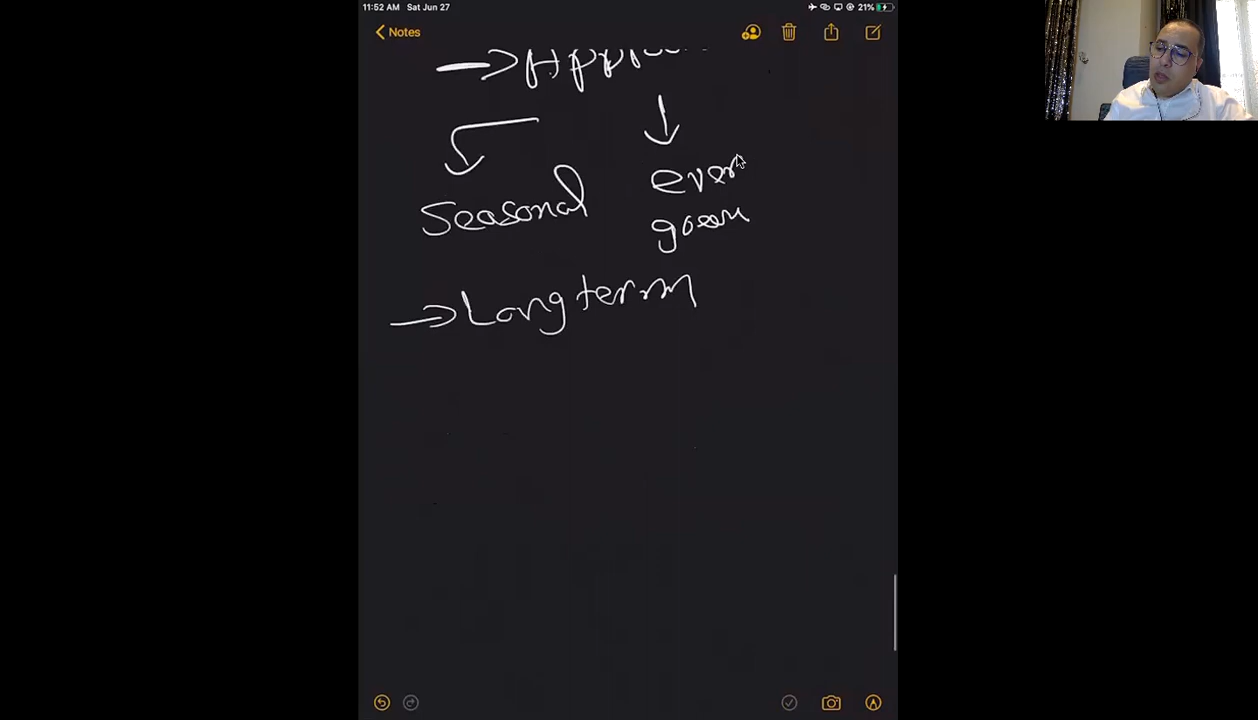 11:52 AM Sat Jun 27
21%
Notes
Seasonal
ever
green
→ Long term